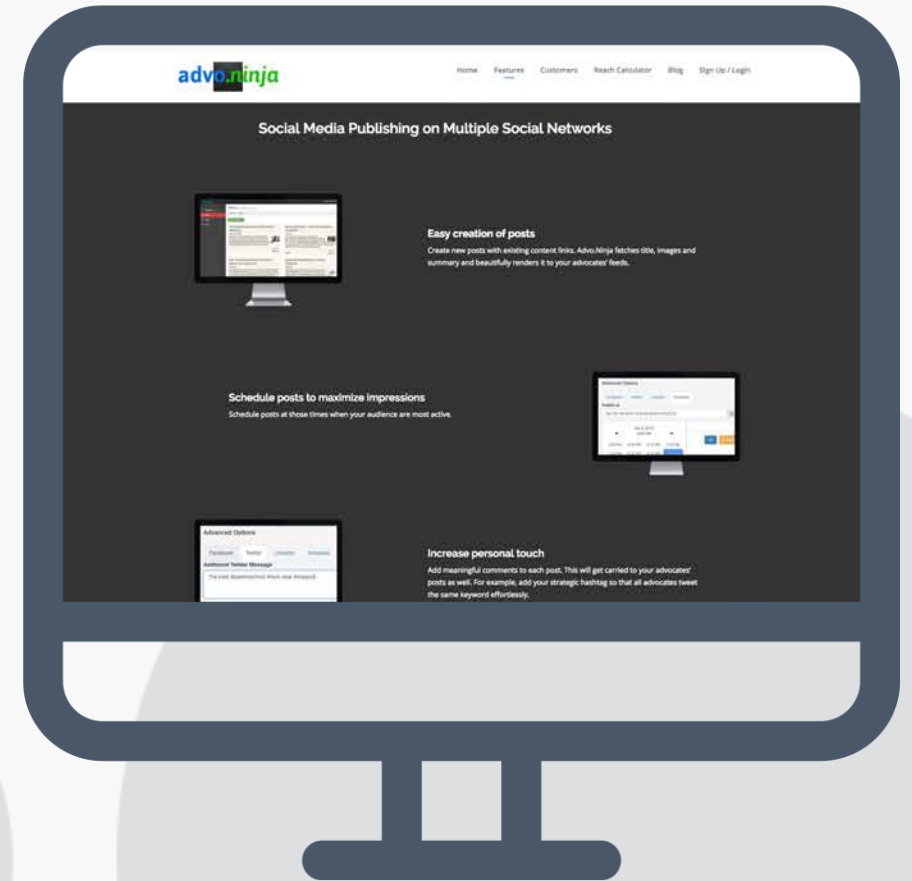 advo.ninja
Home Features Customers Reach Calculator Blog Sign Up / Login
Social Media Publishing on Multiple Social Networks
Easy creation of posts
Create new posts with existing content links. Advo.Ninja fetches title, images and
summary and beautifully renders it to your advocates' feeds.
Schedule posts to maximize impressions
Schedule posts at those times when your audience are most active.
Advanced Options
Advanced Options
Facebook Twitter LinkedIn Schedule
Additional Twitter Message
Increase personal touch
Add meaningful comments to each post. This will get carried to your advocates'
posts as well. For example, add your strategic hashtag so that all advocates tweet
the same keyword effortlessly.